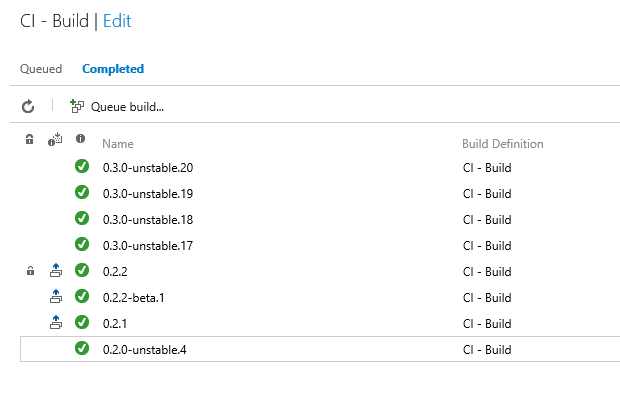 CI - Build | Edit
Queued Completed
Queue build...
Name Build Definition
0.3.0-unstable.20 CI - Build
0.3.0-unstable.19 CI - Build
0.3.0-unstable.18 CI - Build
0.3.0-unstable.17 CI - Build
0.2.2 CI - Build
0.2.2-beta.1 CI - Build
0.2.1 CI - Build
0.2.0-unstable.4 CI - Build